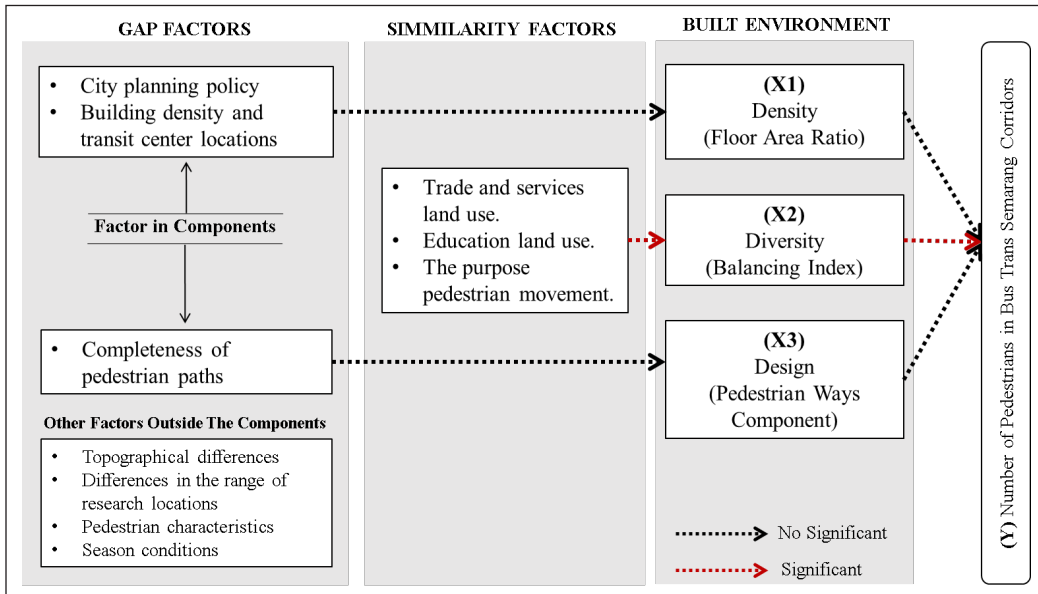 GAP FACTORS
• City planning policy
• Building density and
transit center locations
Factor in Components
• Completeness of
pedestrian paths
Other Factors Outside The Components
• Topographical differences
• Differences in the range of
research locations
• Pedestrian characteristics
• Season conditions
SIMMILARITY FACTORS
• Trade and services
land use.
• Education land use.
• The purpose
pedestrian movement.
BUILT ENVIRONMENT
(X1)
Density
(Floor Area Ratio)
(X2)
Diversity
(Balancing Index)
(X3)
Design
(Pedestrian Ways
Component)
No Significant
Significant
(Y) Number of Pedestrians in Bus Trans Semarang Corridors